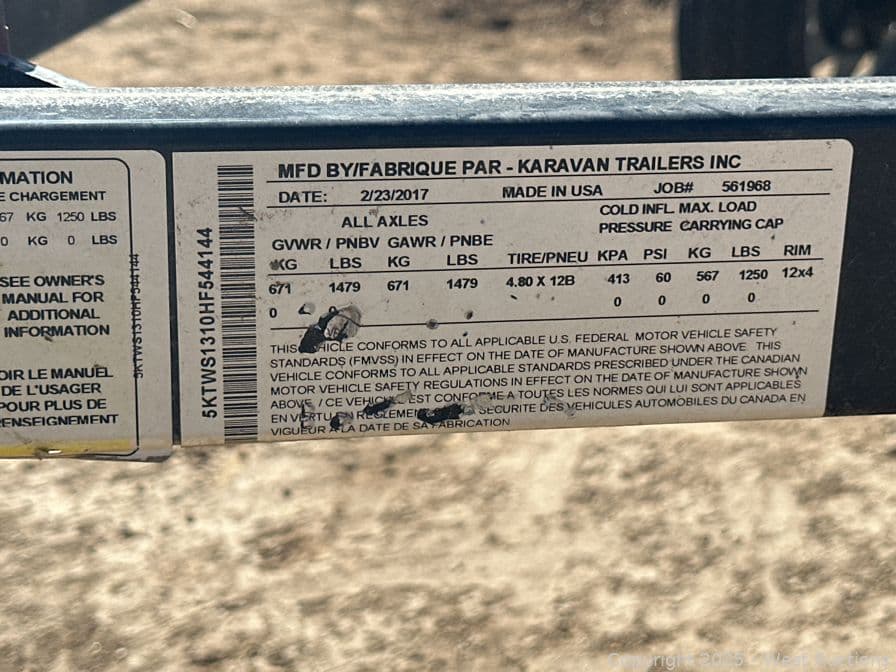 MATION
E CHARGEMENT
67 KG 1250 LBS
0 KG 0 LBS
SEE OWNER'S
MANUAL FOR
ADDITIONAL
INFORMATION
OIR LE MANUEL
DE L'USAGER
POUR PLUS DE
ENSEIGNEMENT
5KTWS1310HF544144
5KTWS1310HF544144
MFD BY/FABRIQUE PAR - KARAVAN TRAILERS INC
DATE: 2/23/2017 MADE IN USA JOB# 561968
ALL AXLES COLD INFL. MAX. LOAD
PRESSURE CARRYING CAP
GVWR / PNBV GAWR / PNBE
KG LBS KG LBS TIRE/PNEU KPA PSI KG LBS RIM
671 1479 671 1479 4.80 X 12B 413 60 567 1250 12x4
0 0 0 0 0
THIS VEHICLE CONFORMS TO ALL APPLICABLE U.S. FEDERAL MOTOR VEHICLE SAFETY
STANDARDS (FMVSS) IN EFFECT ON THE DATE OF MANUFACTURE SHOWN ABOVE THIS
VEHICLE CONFORMS TO ALL APPLICABLE STANDARDS PRESCRIBED UNDER THE CANADIAN
MOTOR VEHICLE SAFETY REGULATIONS IN EFFECT ON THE DATE OF MANUFACTURE SHOWN
ABOVE / CE VEHICULE EST CONFORME A TOUTES LES NORMES QUI LUI SONT APPLICABLES
EN VERTU REGLEMENT SECURITE DES VEHICULES AUTOMOBILES DU CANADA EN
VIGUEUR A LA DATE DE SA FABRICATION
Copyright 2025 - West Auctions